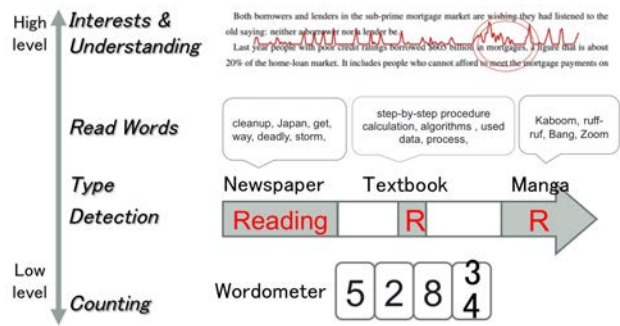 High
level
Interests &
Understanding
Both borrowers and lenders in the sub-prime mortgage market are wishing they had listened to the
old saying: neither a borrower nor a lender be.
Last year people with poor credit ratings borrowed $605 billion in mortgages, a figure that is about
20% of the home-loan market. It includes people who cannot afford to meet the mortgage payments on
Read Words
cleanup, Japan, get,
way, deadly, storm,
step-by-step procedure
calculation, algorithms , used
data, process,
Kaboom, ruff-
ruf, Bang, Zoom
Type
Newspaper Textbook Manga
Detection
Reading R R
Low
level
Counting
Wordometer 5 2 8 3
4